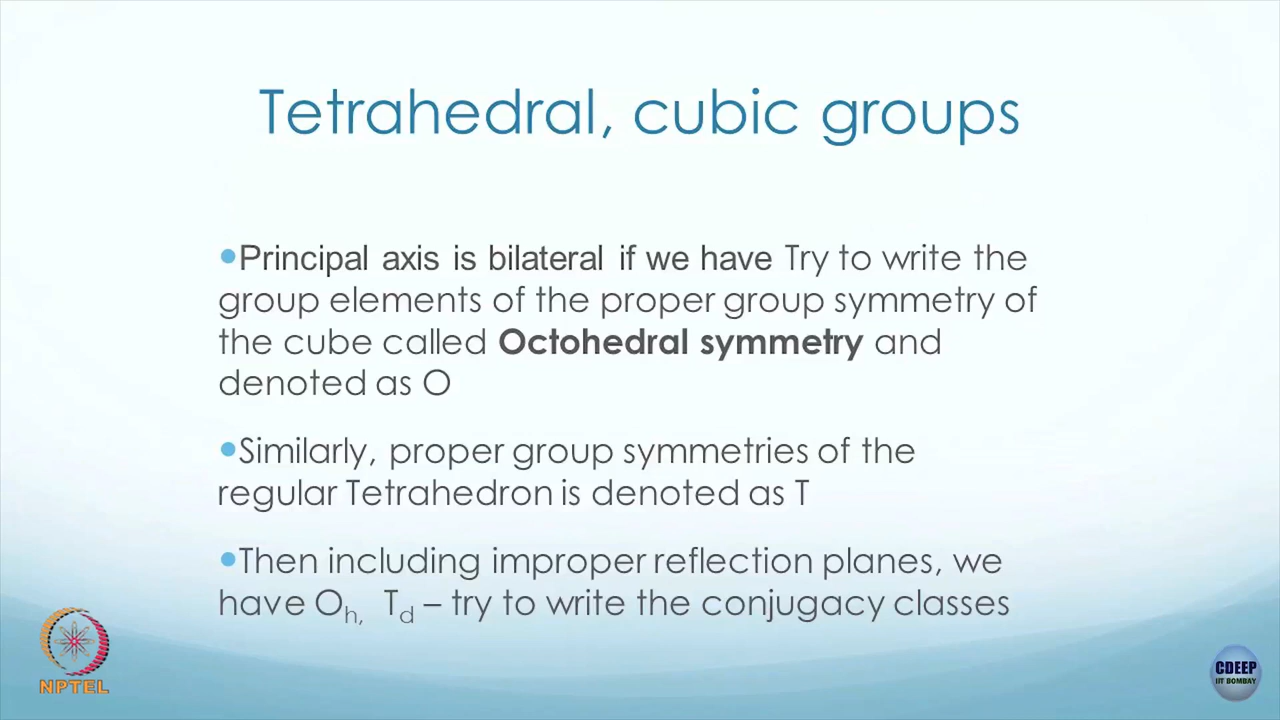 Tetrahedral, cubic groups
•Principal axis is bilateral if we have Try to write the
group elements of the proper group symmetry of
the cube called Octohedral symmetry and
denoted as O
•Similarly, proper group symmetries of the
regular Tetrahedron is denoted as T
•Then including improper reflection planes, we
have Oh, Td – try to write the conjugacy classes
NPTEL
CDEEP
IIT BOMBAY